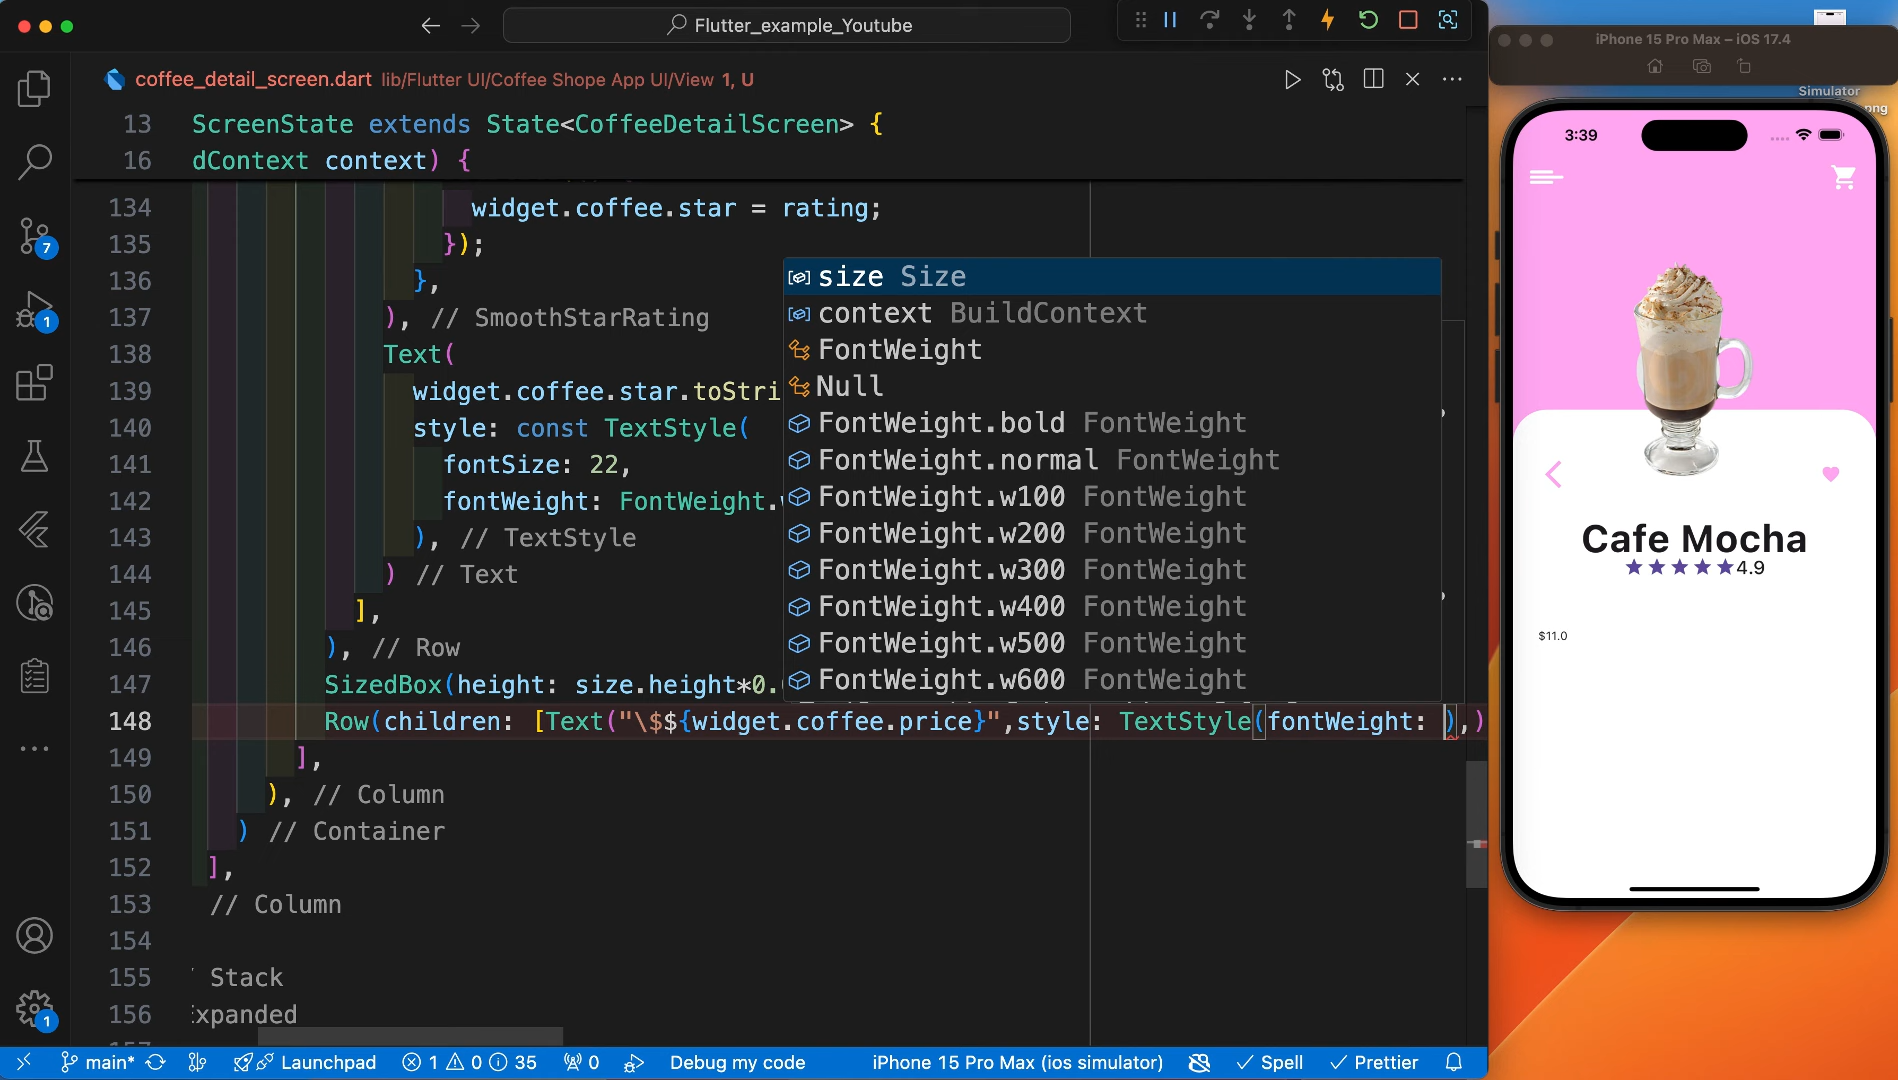 Flutter_example_Youtube
coffee_detail_screen.dart lib/Flutter UI/Coffee Shope App UI/View 1, U
13 ScreenState extends State<CoffeeDetailScreen> {
16 dContext context) {
134 widget.coffee.star = rating;
135 });
136 },
137 ), // SmoothStarRating
138 Text(
139 widget.coffee.star.toStri
140 style: const TextStyle(
141 fontSize: 22,
142 fontWeight: FontWeight.
143 ), // TextStyle
144 ) // Text
145 ],
146 ), // Row
147 SizedBox(height: size.height*0.
148 Row(children: [Text("\$${widget.coffee.price}",style: TextStyle(fontWeight: ),)
149 ],
150 ), // Column
151 ) // Container
152 ],
153 // Column
154
155 Stack
156 xpanded
size Size
context BuildContext
FontWeight
Null
FontWeight.bold FontWeight
FontWeight.normal FontWeight
FontWeight.w100 FontWeight
FontWeight.w200 FontWeight
FontWeight.w300 FontWeight
FontWeight.w400 FontWeight
FontWeight.w500 FontWeight
FontWeight.w600 FontWeight
7
1
1
main* Launchpad 1 0 35 0 Debug my code iPhone 15 Pro Max (ios simulator) Spell Prettier
iPhone 15 Pro Max – iOS 17.4
Simulator
png
3:39
Cafe Mocha
4.9
$11.0